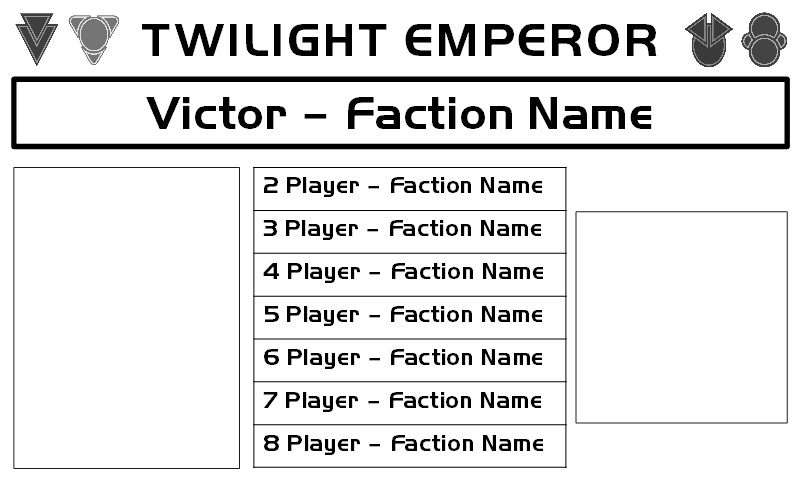 TWILIGHT EMPEROR
Victor – Faction Name
2 Player – Faction Name
3 Player – Faction Name
4 Player – Faction Name
5 Player – Faction Name
6 Player – Faction Name
7 Player – Faction Name
8 Player – Faction Name